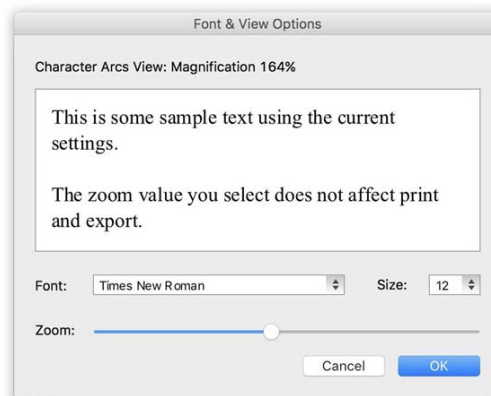 Font & View Options
Character Arcs View: Magnification 164%
This is some sample text using the current
settings.
The zoom value you select does not affect print
and export.
Font: Times New Roman Size: 12
Zoom:
Cancel OK